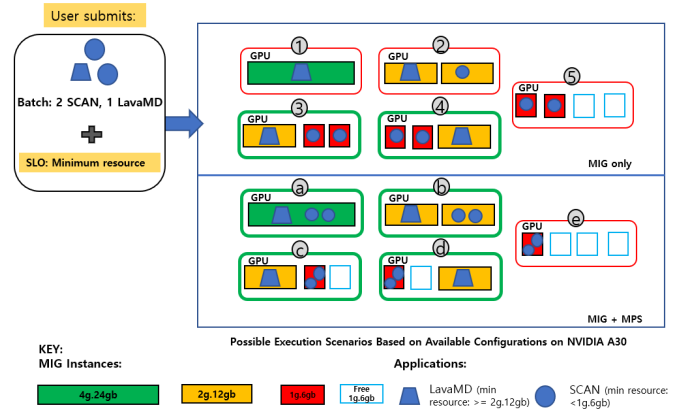 User submits:
Batch: 2 SCAN, 1 LavaMD
SLO: Minimum resource
1
GPU
2
GPU
5
GPU
3
GPU
4
GPU
MIG only
a
GPU
b
GPU
e
GPU
c
GPU
d
GPU
MIG + MPS
Possible Execution Scenarios Based on Available Configurations on NVIDIA A30
KEY:
MIG Instances:
Applications:
4g.24gb
2g.12gb
1g.6gb
Free
1g.6gb
LavaMD (min
resource: >= 2g.12gb)
SCAN (min resource:
<1g.6gb)